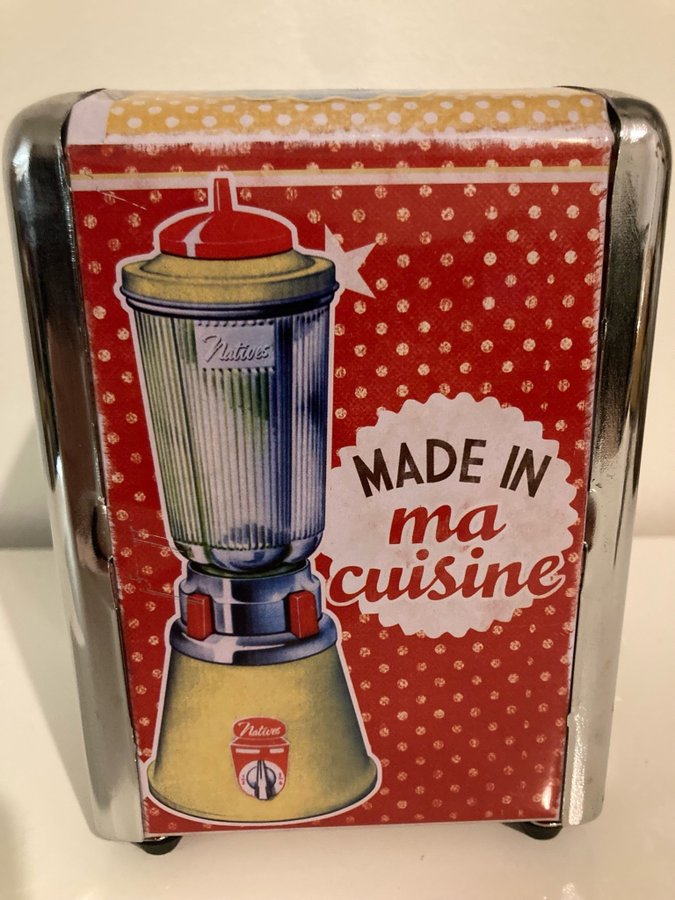 Natives
MADE IN
ma
cuisine
Natives